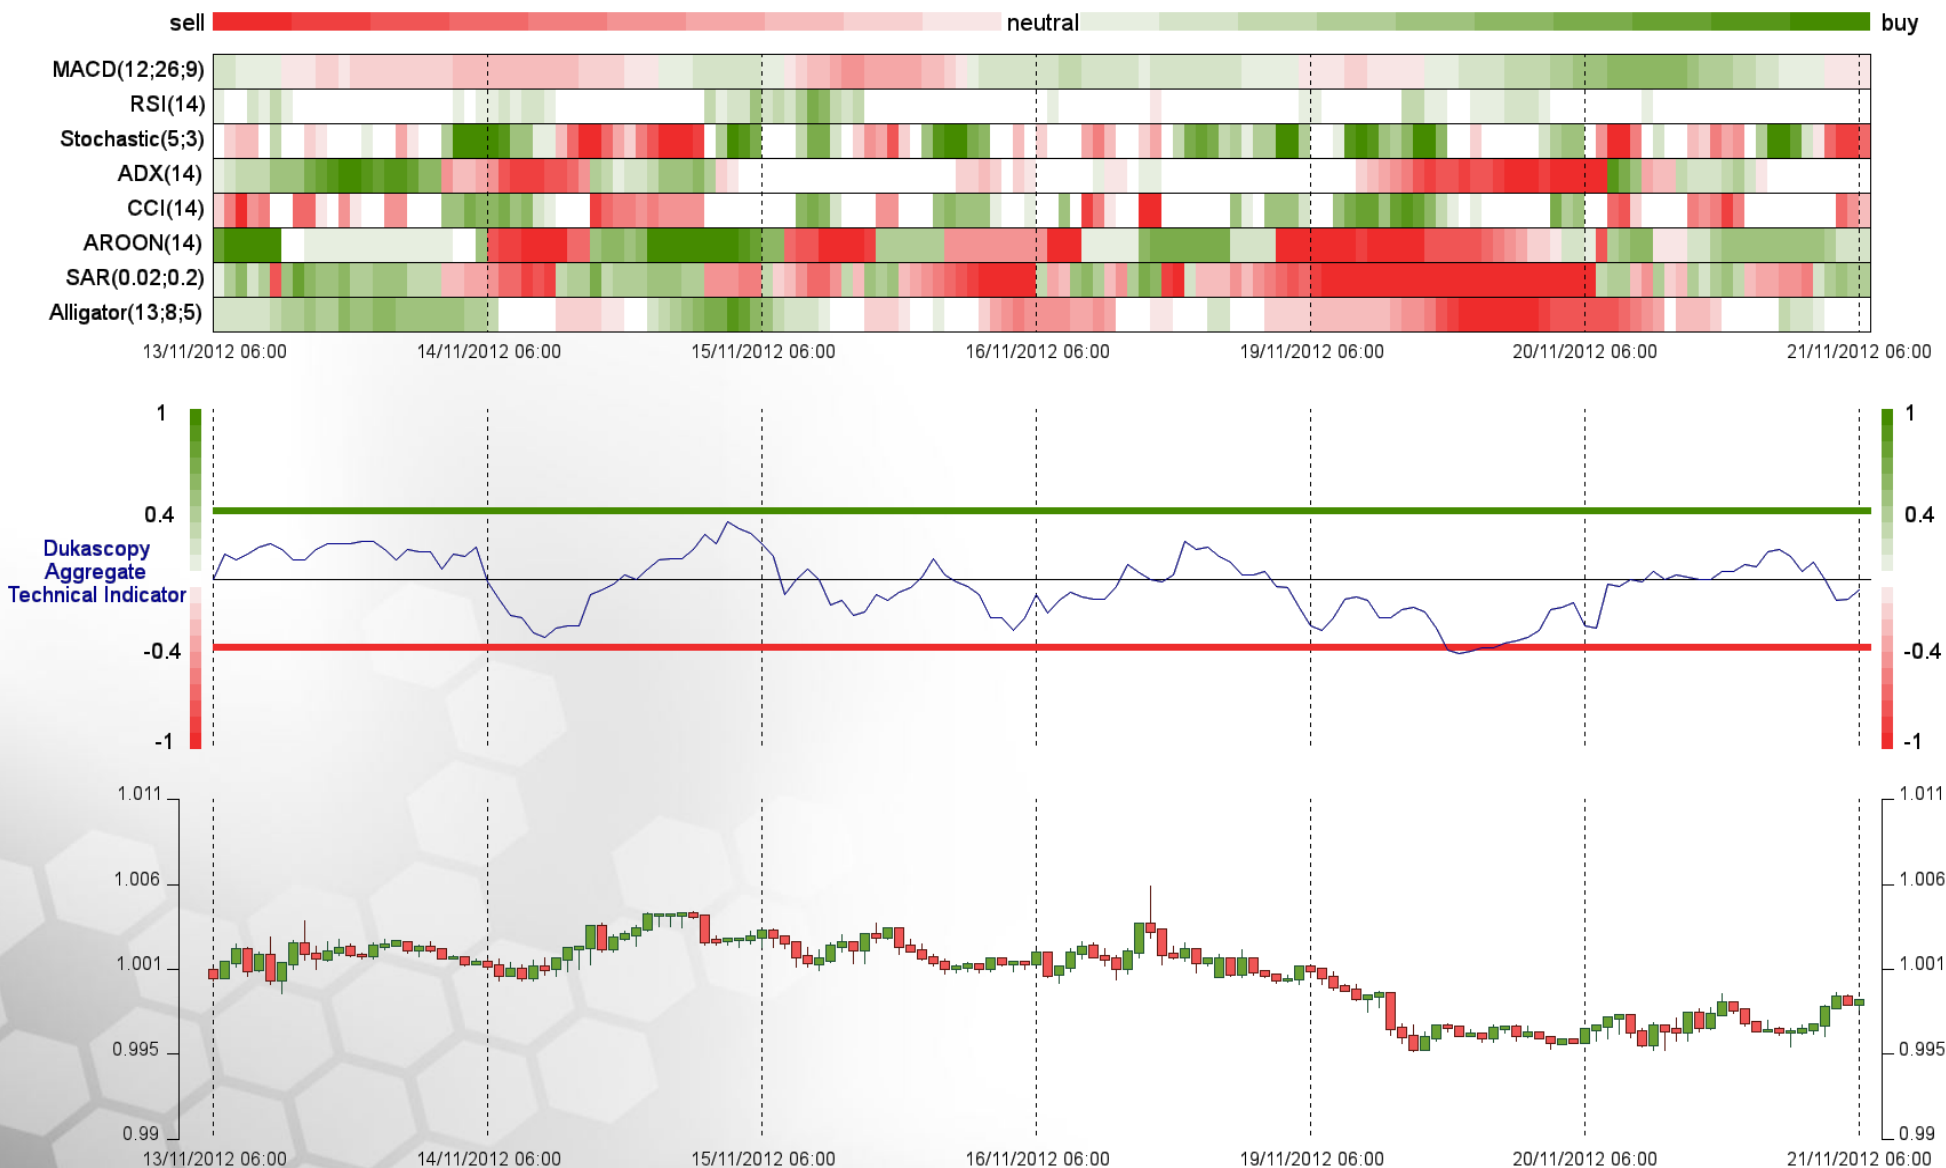 sell neutral buy
MACD(12;26;9)
RSI(14)
Stochastic(5;3)
ADX(14)
CCI(14)
AROON(14)
SAR(0.02;0.2)
Alligator(13;8;5)
13/11/2012 06:00 14/11/2012 06:00 15/11/2012 06:00 16/11/2012 06:00 19/11/2012 06:00 20/11/2012 06:00 21/11/2012 06:00
1 1
0.4 0.4
Dukascopy
Aggregate
Technical Indicator
-0.4 -0.4
-1 -1
1.011 1.011
1.006 1.006
1.001 1.001
0.995 0.995
0.99 0.99
13/11/2012 06:00 14/11/2012 06:00 15/11/2012 06:00 16/11/2012 06:00 19/11/2012 06:00 20/11/2012 06:00 21/11/2012 06:00